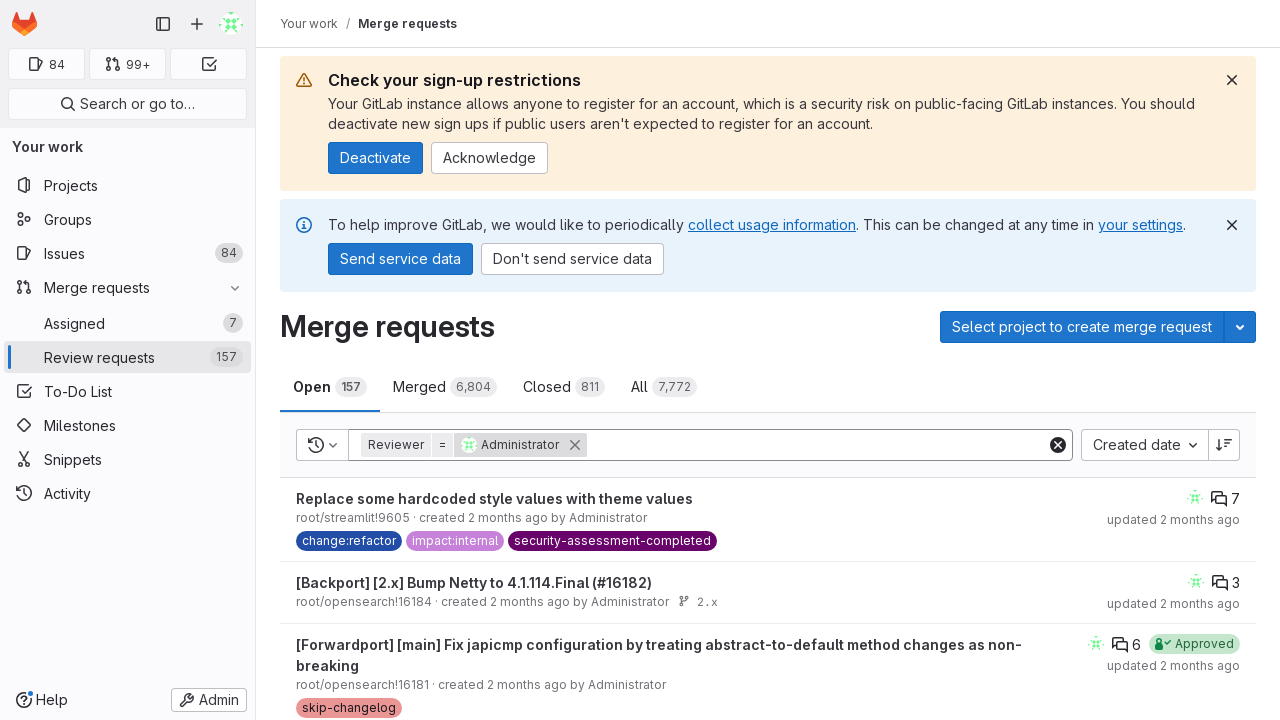 84
99+
Search or go to…
Your work
Projects
Groups
Issues 84
Merge requests
Assigned 7
Review requests 157
To-Do List
Milestones
Snippets
Activity
Help
Admin
Your work / Merge requests
Check your sign-up restrictions
Your GitLab instance allows anyone to register for an account, which is a security risk on public-facing GitLab instances. You should
deactivate new sign ups if public users aren't expected to register for an account.
Deactivate Acknowledge
To help improve GitLab, we would like to periodically collect usage information. This can be changed at any time in your settings.
Send service data Don't send service data
Merge requests
Select project to create merge request
Open 157 Merged 6,804 Closed 811 All 7,772
Reviewer = Administrator
Created date
Replace some hardcoded style values with theme values
7
root/streamlit!9605 · created 2 months ago by Administrator
updated 2 months ago
change:refactor impact:internal security-assessment-completed
[Backport] [2.x] Bump Netty to 4.1.114.Final (#16182)
3
root/opensearch!16184 · created 2 months ago by Administrator 2.x
updated 2 months ago
[Forwardport] [main] Fix japicmp configuration by treating abstract-to-default method changes as non-
breaking
6 Approved
updated 2 months ago
root/opensearch!16181 · created 2 months ago by Administrator
skip-changelog